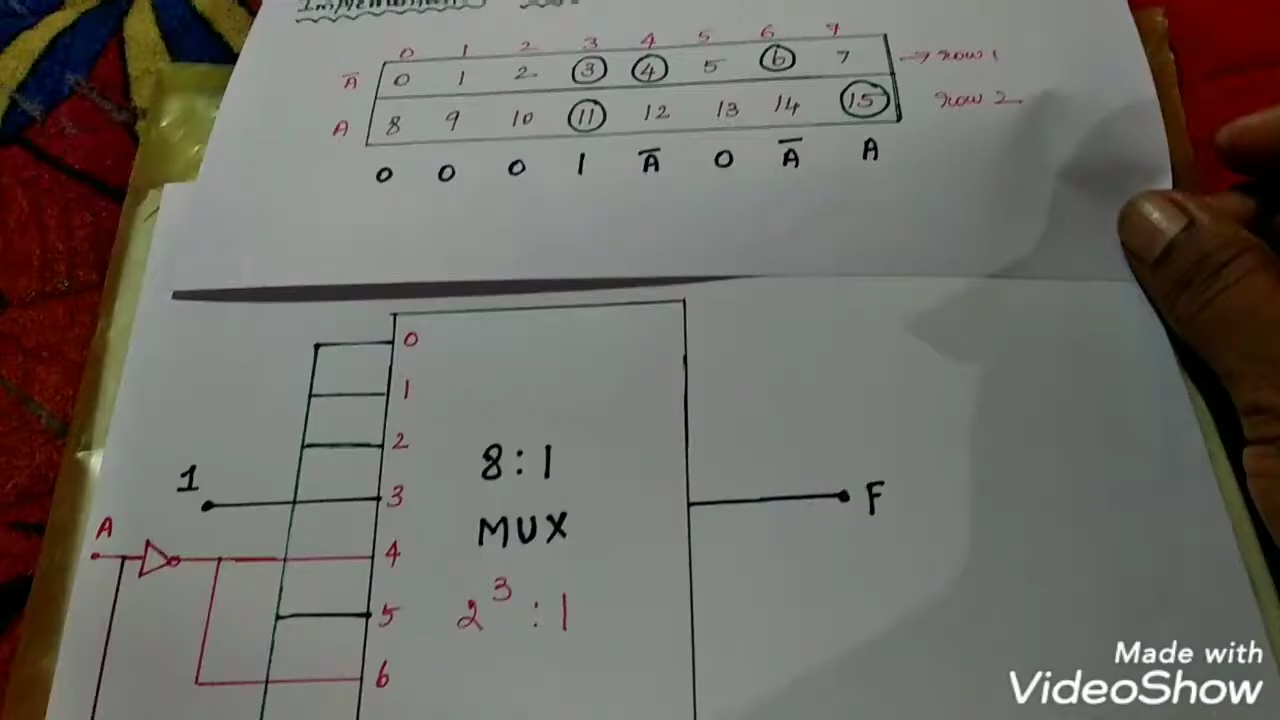 0 1 2 3 4 5 6 7
A̅ 0 1 2 3 4 5 6 7 → row 1
A 8 9 10 11 12 13 14 15 row 2
0 0 0 1 A̅ 0 A̅ A
0
1
2
8:1
1 3
MUX
A 4
2³:1
5
6
F
Made with
VideoShow